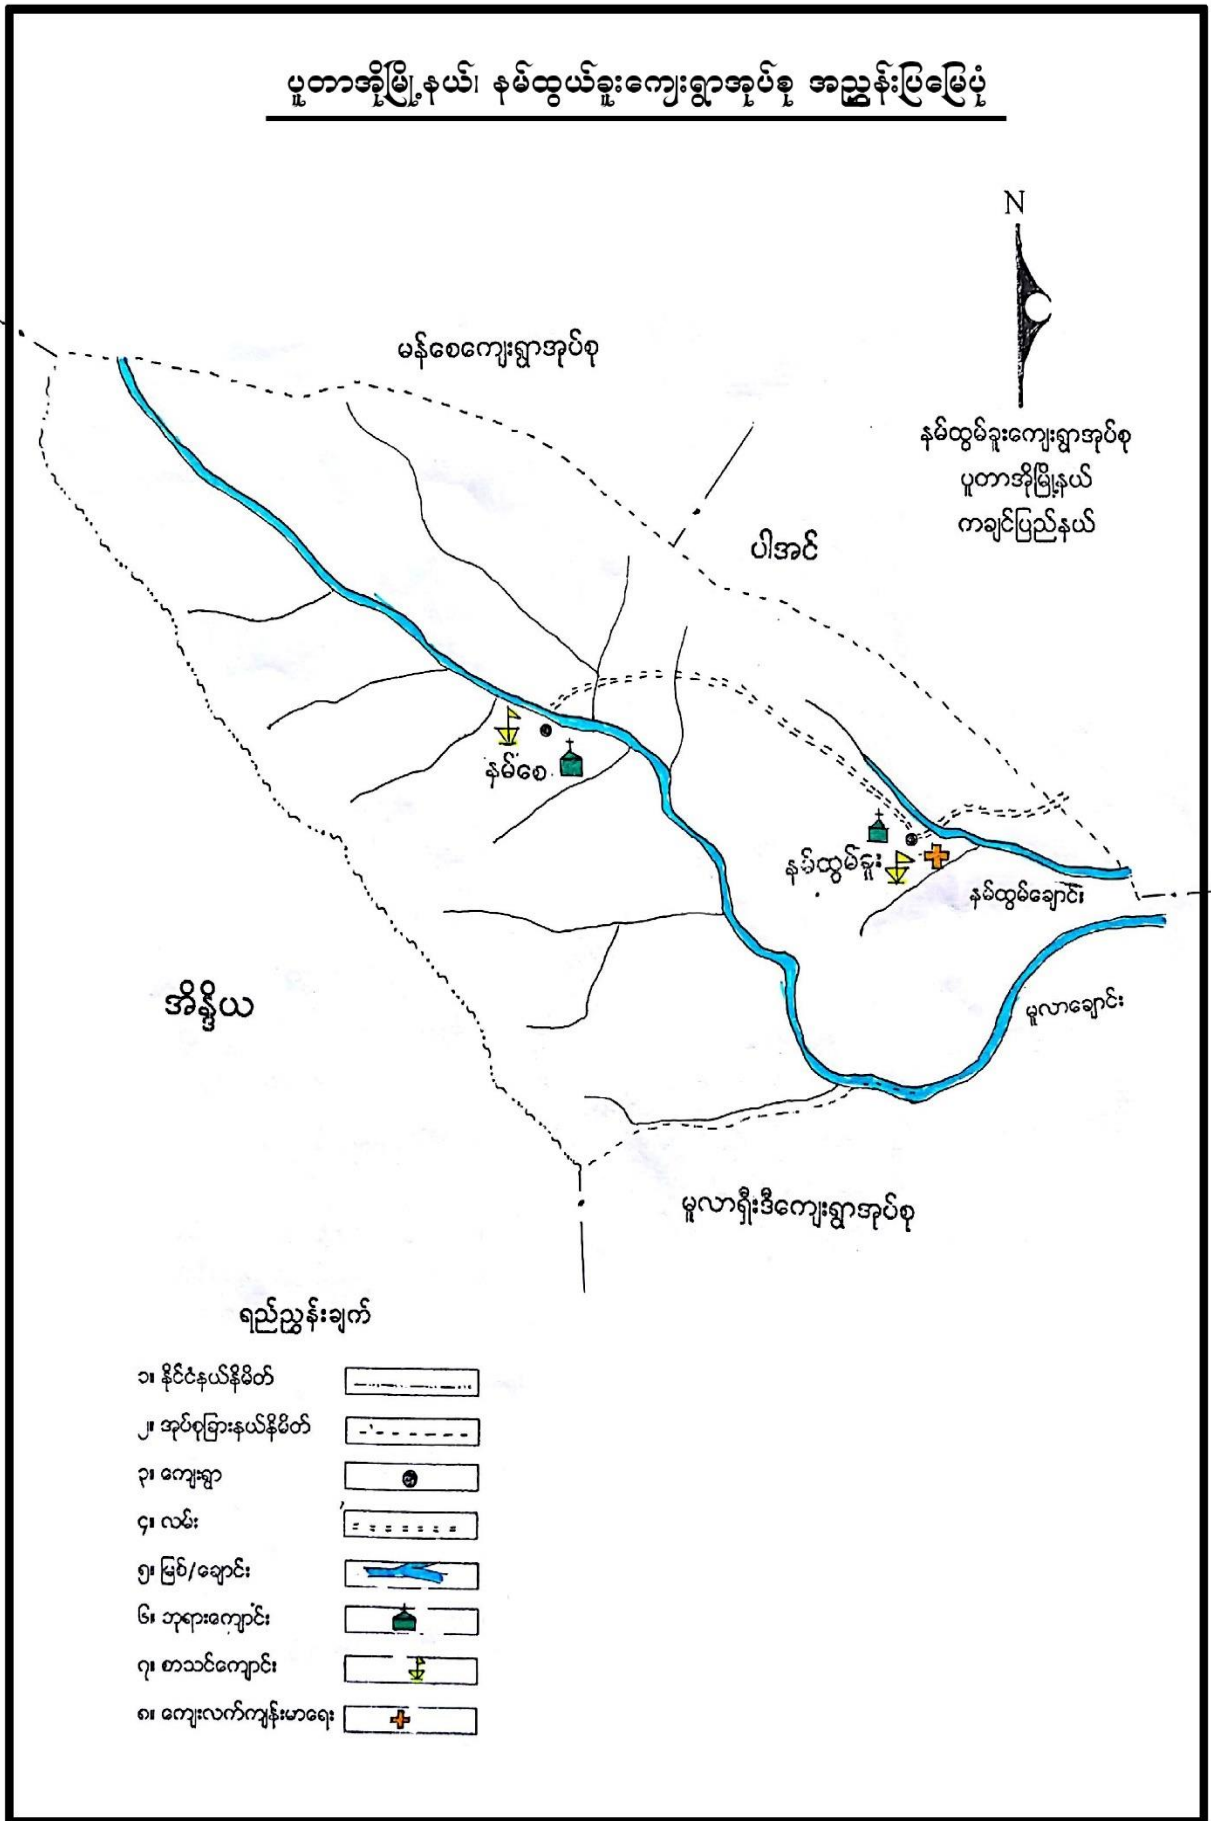 ပူတာအိုမြို့နယ်၊ နမ်ထွယ်ခူးကျေးရွာအုပ်စု အညွှန်းပြမြေပုံ
N
မန်စေကျေးရွာအုပ်စု
နမ်ထွမ်ခူးကျေးရွာအုပ်စု
ပူတာအိုမြို့နယ်
ကချင်ပြည်နယ်
ပါအင်
နမ်စေ
နမ်ထွမ်ခူး
နမ်ထွမ်ချောင်း
အိန္ဒိယ
မူလာချောင်း
မူလာရှီးဒီကျေးရွာအုပ်စု
ရည်ညွှန်းချက်
၁။ နိုင်ငံနယ်နိမိတ်
၂။ အုပ်စုခြားနယ်နိမိတ်
၃။ ကျေးရွာ
၄။ လမ်း
၅။ မြစ်/ချောင်း
၆။ ဘုရားကျောင်း
၇။ စာသင်ကျောင်း
၈။ ကျေးလက်ကျန်းမာရေး